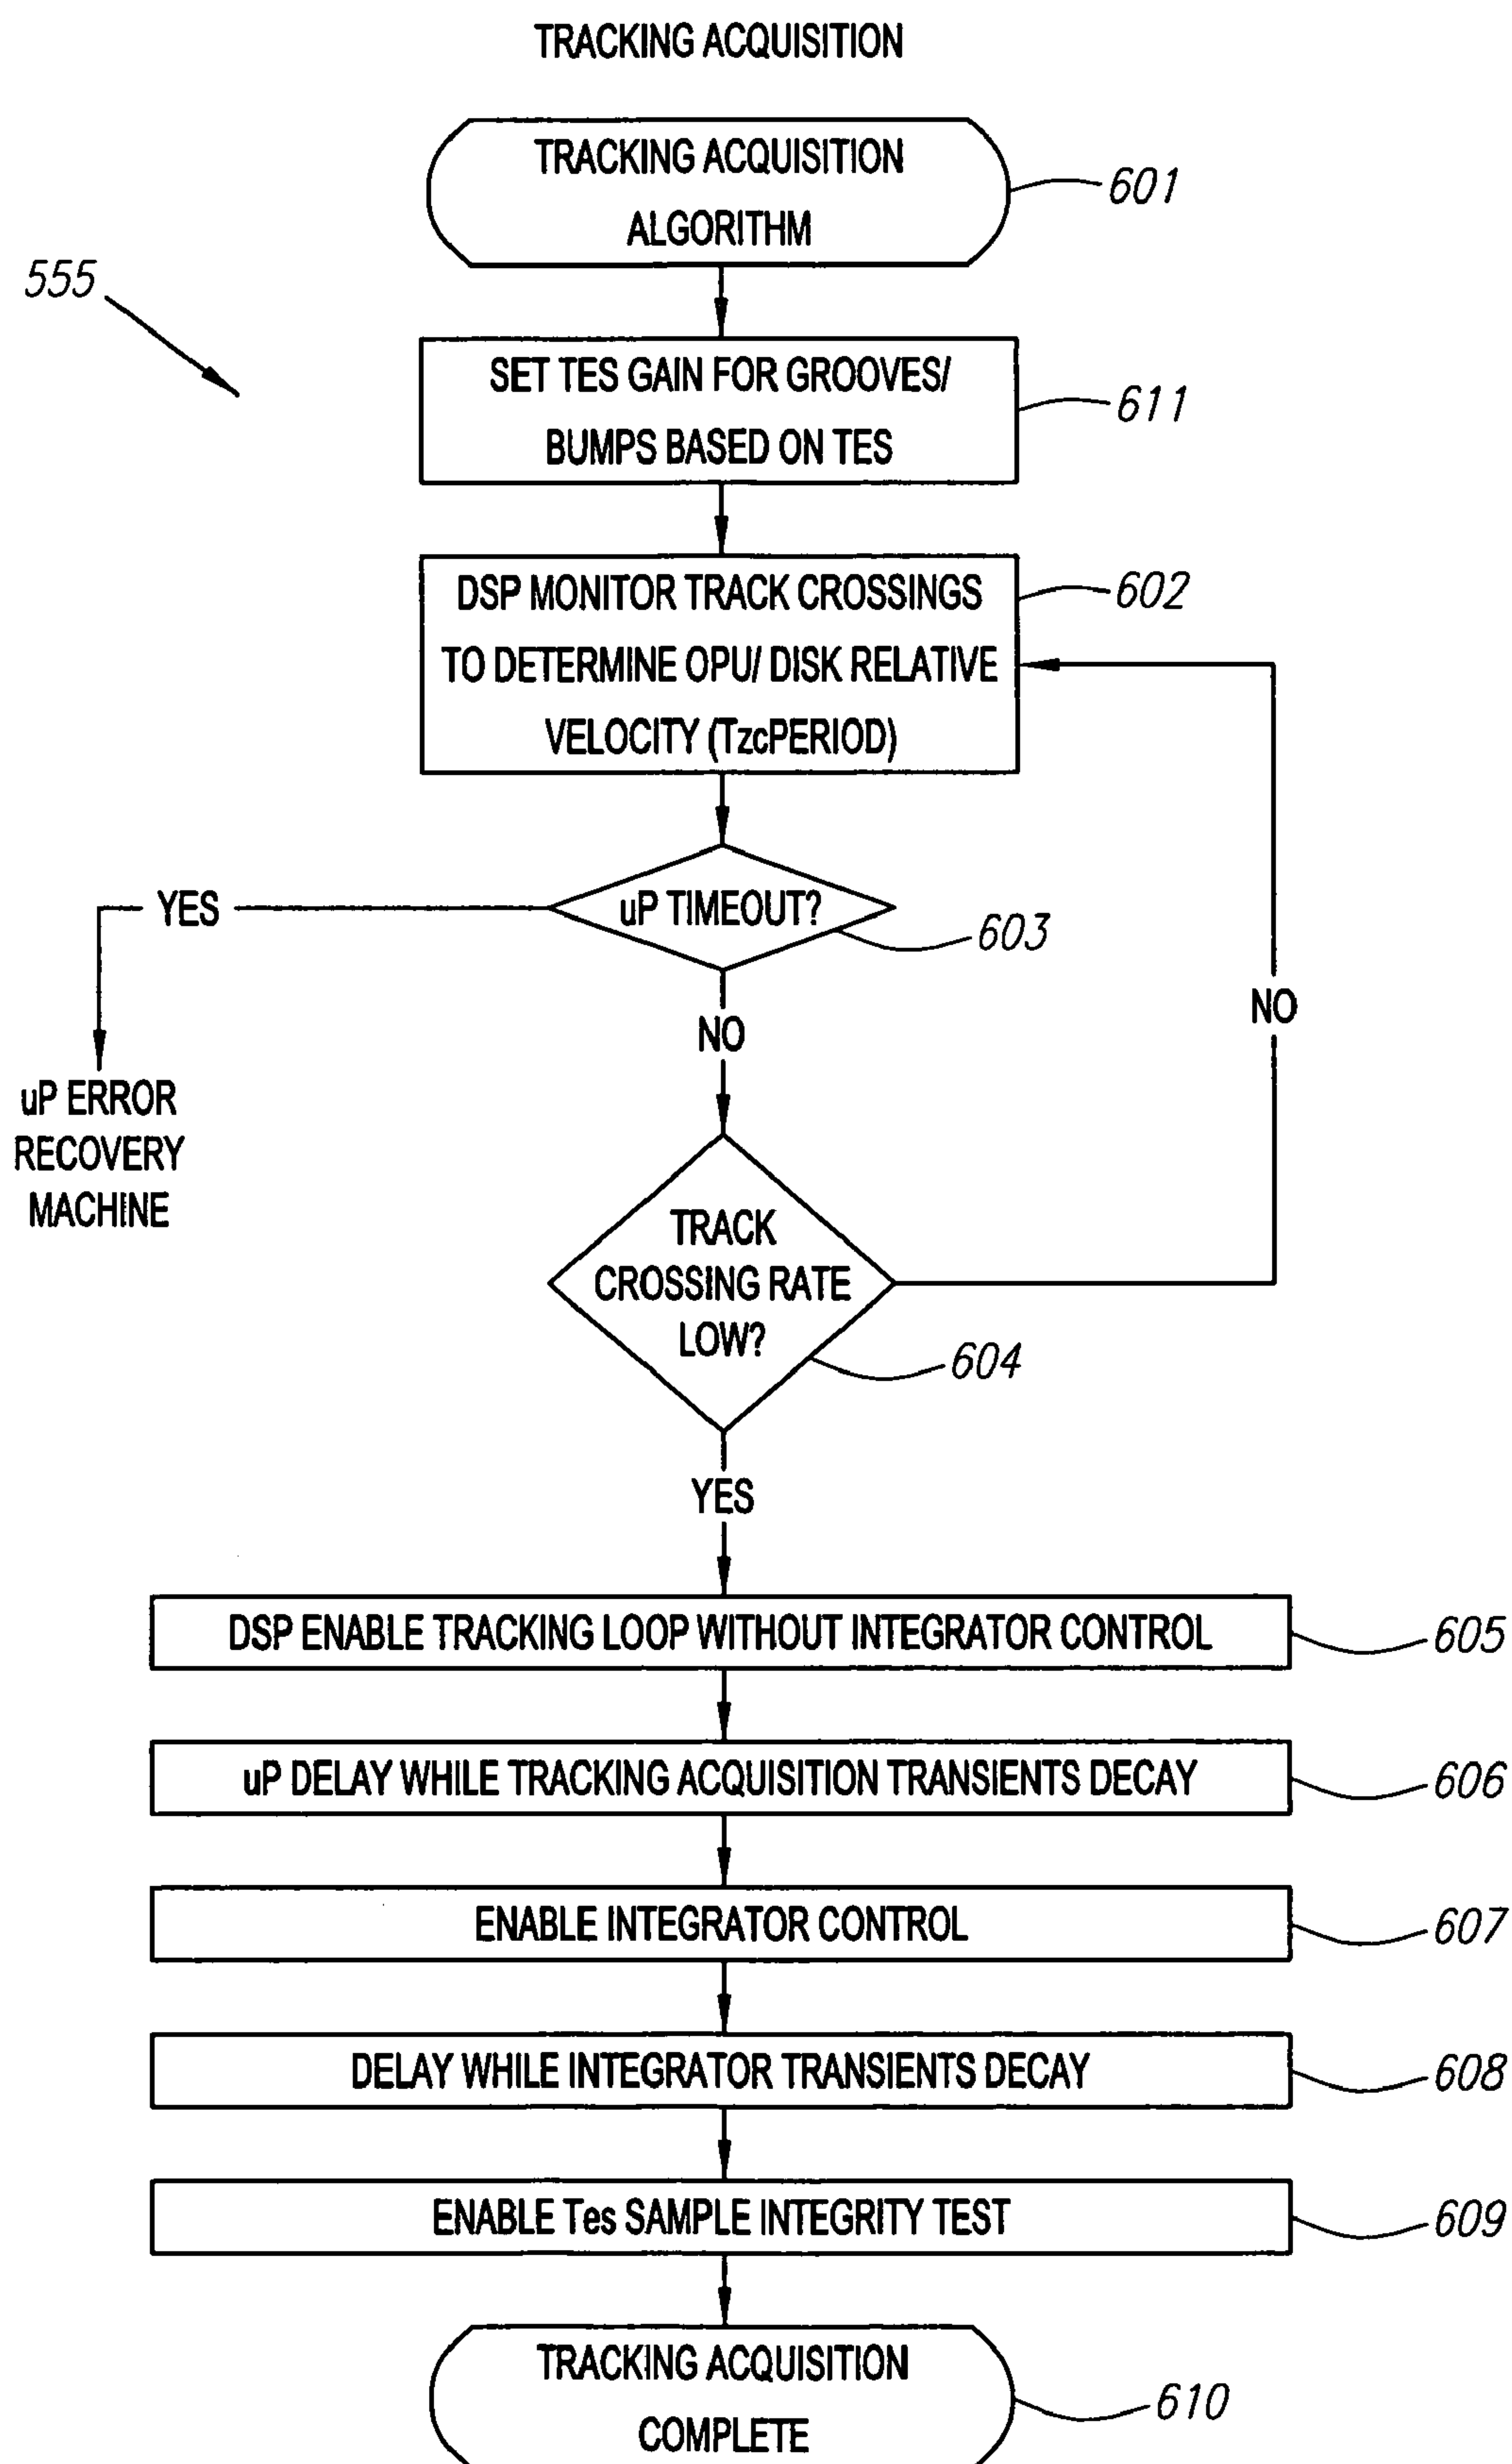 TRACKING ACQUISITION
TRACKING ACQUISITION
ALGORITHM
601
555
SET TES GAIN FOR GROOVES/
BUMPS BASED ON TES
611
DSP MONITOR TRACK CROSSINGS
TO DETERMINE OPU/ DISK RELATIVE
VELOCITY (TzcPERIOD)
602
YES
uP TIMEOUT?
603
NO
NO
uP ERROR
RECOVERY
MACHINE
TRACK
CROSSING RATE
LOW?
604
YES
DSP ENABLE TRACKING LOOP WITHOUT INTEGRATOR CONTROL
605
uP DELAY WHILE TRACKING ACQUISITION TRANSIENTS DECAY
606
ENABLE INTEGRATOR CONTROL
607
DELAY WHILE INTEGRATOR TRANSIENTS DECAY
608
ENABLE Tes SAMPLE INTEGRITY TEST
609
TRACKING ACQUISITION
COMPLETE
610